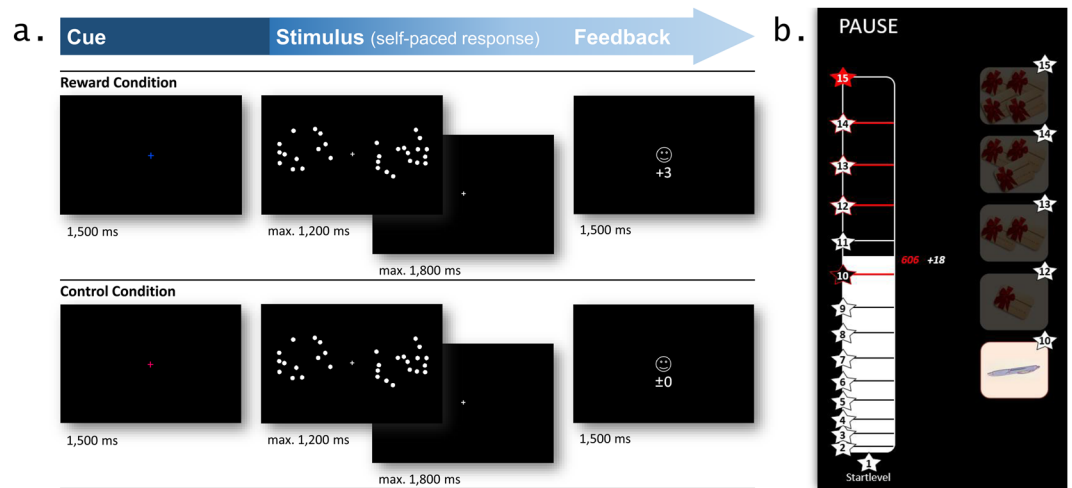 a.
Cue
Stimulus (self-paced response)
Feedback
Reward Condition
+3
1,500 ms
max. 1,200 ms
max. 1,800 ms
1,500 ms
Control Condition
±0
1,500 ms
max. 1,200 ms
max. 1,800 ms
1,500 ms
b.
PAUSE
15
14
13
12
11
606 +18
10
9
8
7
6
5
4
3
2
1
Startlevel
15
14
13
12
10